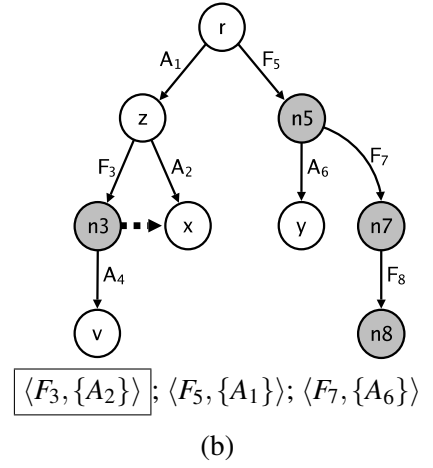 r
A₁
F₅
z
n5
F₃
A₂
A₆
F₇
n3
x
y
n7
A₄
F₈
v
n8
⟨F₃, {A₂}⟩; ⟨F₅, {A₁}⟩; ⟨F₇, {A₆}⟩
(b)